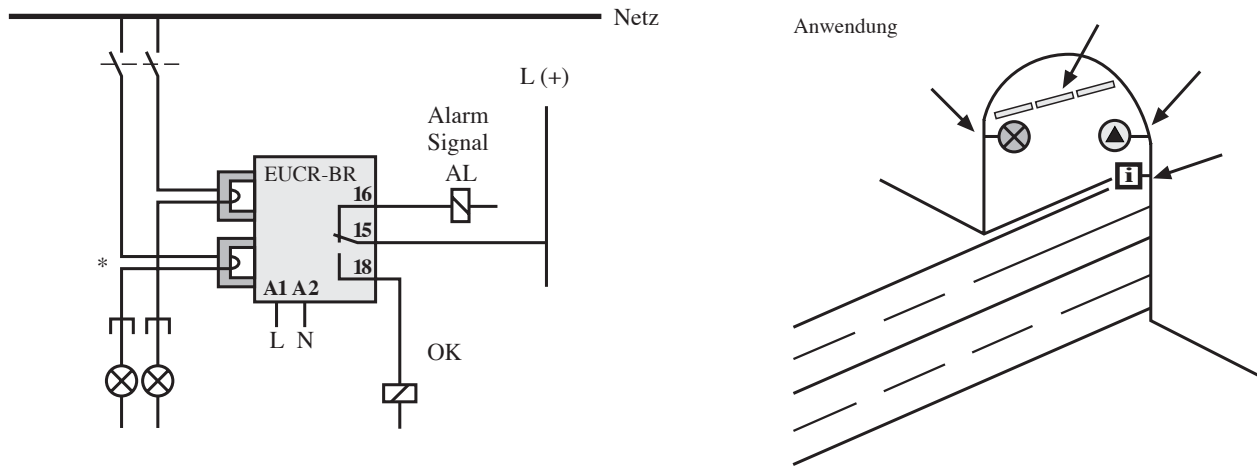 Netz
L (+)
Alarm
Signal
AL
EUCR-BR
16
15
18
A1 A2
L N
OK
*
Anwendung
i